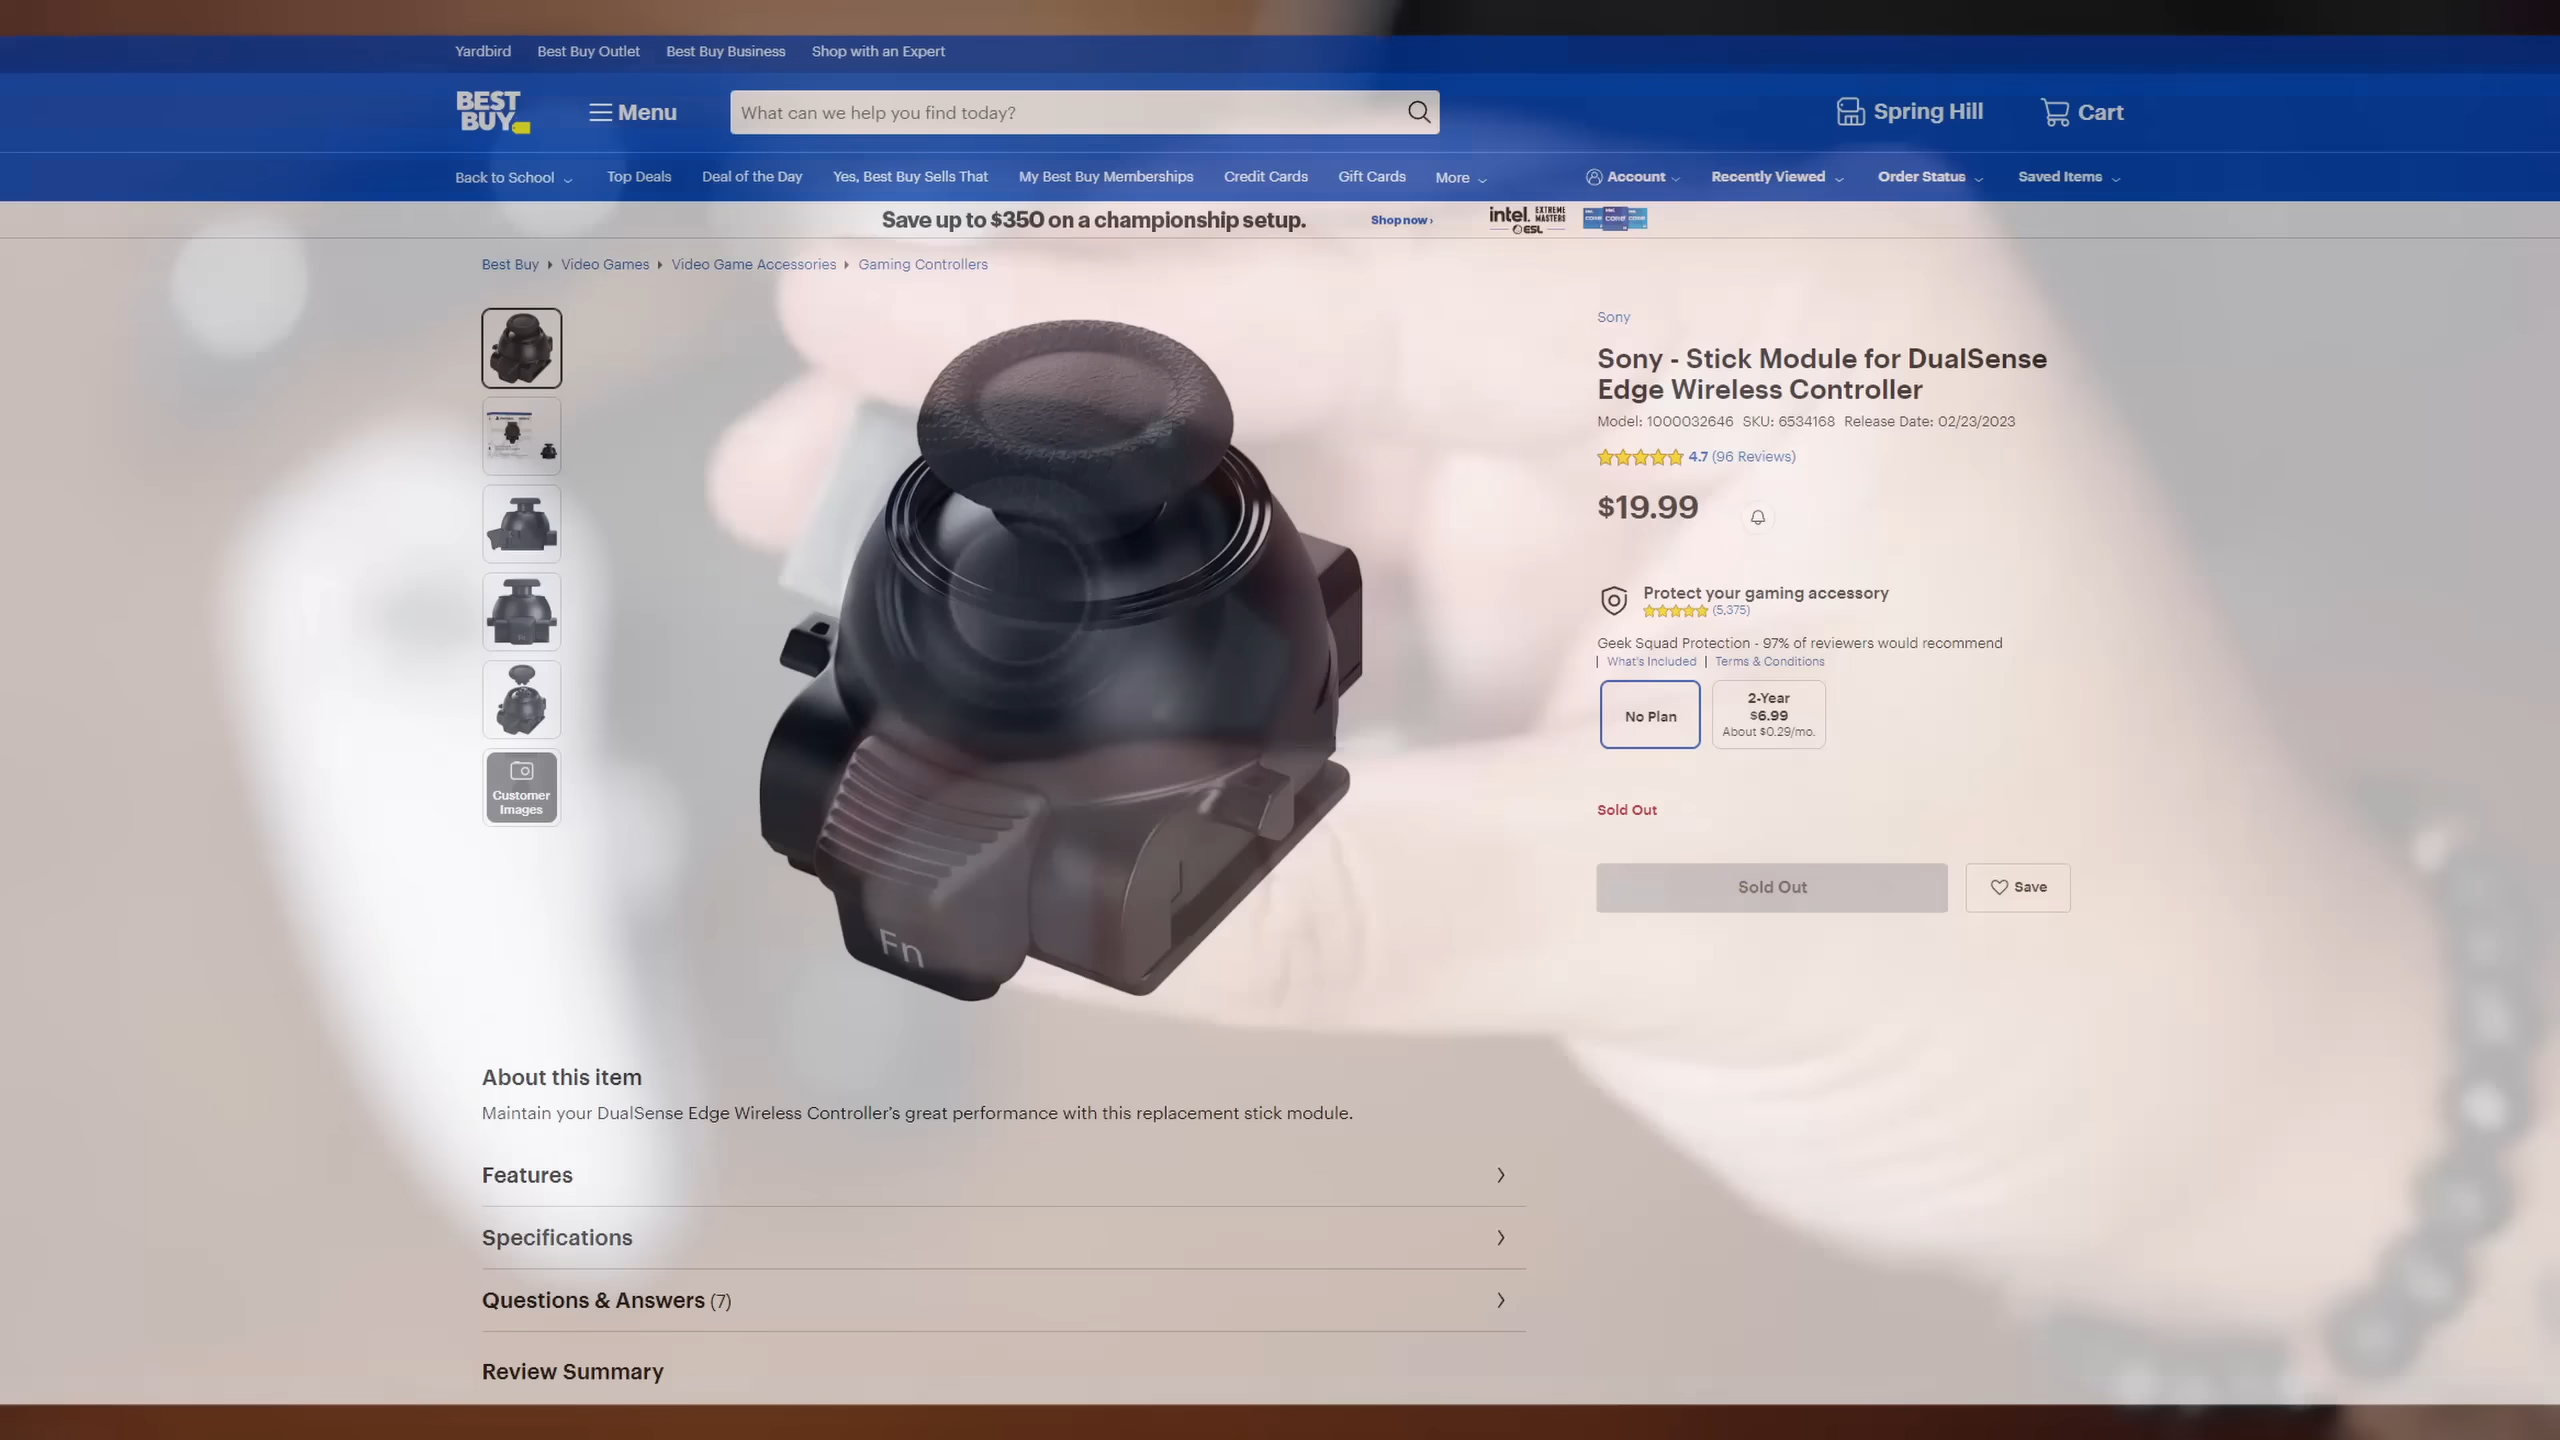 Yardbird Best Buy Outlet Best Buy Business Shop with an Expert
BEST BUY
Menu
What can we help you find today?
Spring Hill
Cart
Back to School Top Deals Deal of the Day Yes, Best Buy Sells That My Best Buy Memberships Credit Cards Gift Cards More Account Recently Viewed Order Status Saved Items
Save up to $350 on a championship setup. Shop now › intel. EXTREME MASTERS ESL
Best Buy Video Games Video Game Accessories Gaming Controllers
Sony
Sony - Stick Module for DualSense
Edge Wireless Controller
Model: 1000032646 SKU: 6534168 Release Date: 02/23/2023
4.7 (96 Reviews)
$19.99
Protect your gaming accessory
(5,375)
Geek Squad Protection - 97% of reviewers would recommend
| What's Included | Terms & Conditions
No Plan
2-Year
$6.99
About $0.29/mo.
Customer
Images
Sold Out
Sold Out
Save
Fn
About this item
Maintain your DualSense Edge Wireless Controller's great performance with this replacement stick module.
Features
Specifications
Questions & Answers (7)
Review Summary